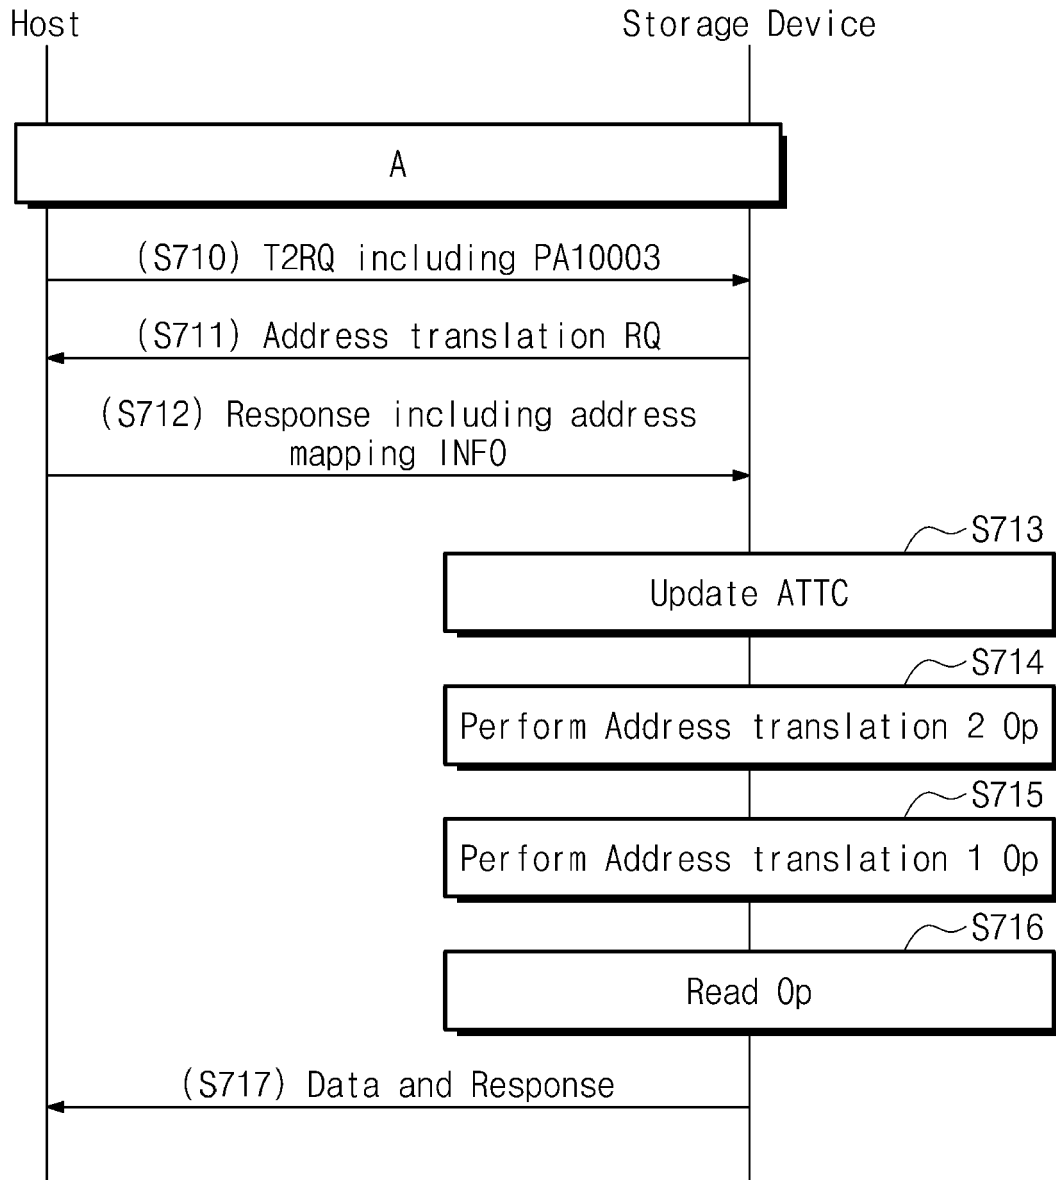 Host
Storage Device
A
(S710) T2RQ including PA10003
(S711) Address translation RQ
(S712) Response including address
mapping INFO
S713
Update ATTC
S714
Perform Address translation 2 Op
S715
Perform Address translation 1 Op
S716
Read Op
(S717) Data and Response